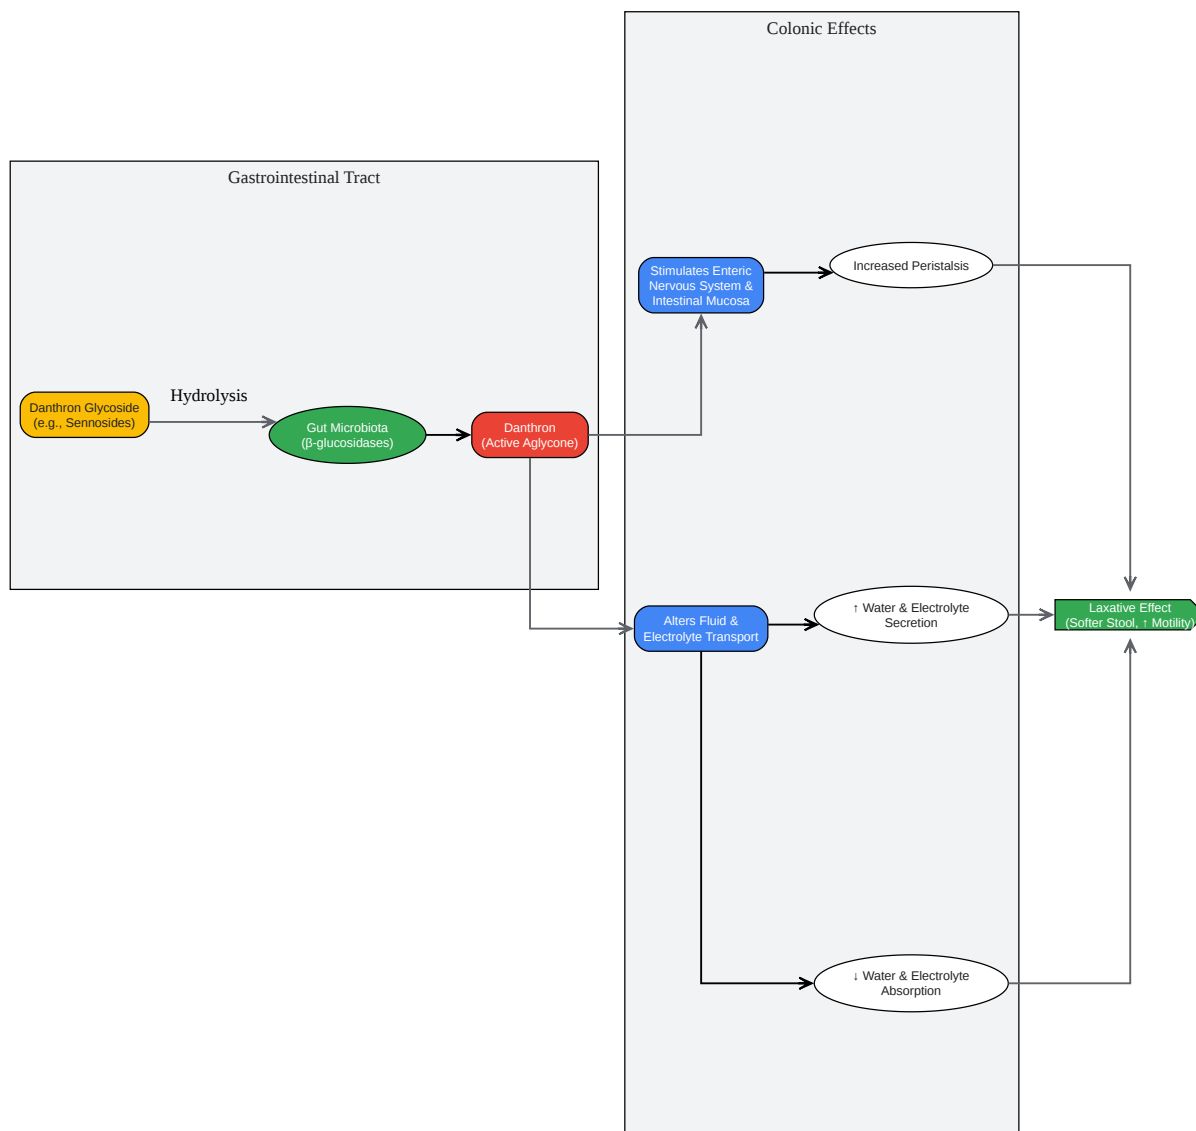 Colonic Effects
Gastrointestinal Tract
Stimulates Enteric
Nervous System &
Intestinal Mucosa
Increased Peristalsis
Hydrolysis
Danthron Glycoside
(e.g., Sennosides)
Gut Microbiota
(β-glucosidases)
Danthron
(Active Aglycone)
Alters Fluid &
Electrolyte Transport
↑ Water & Electrolyte
Secretion
Laxative Effect
(Softer Stool, ↑ Motility)
↓ Water & Electrolyte
Absorption